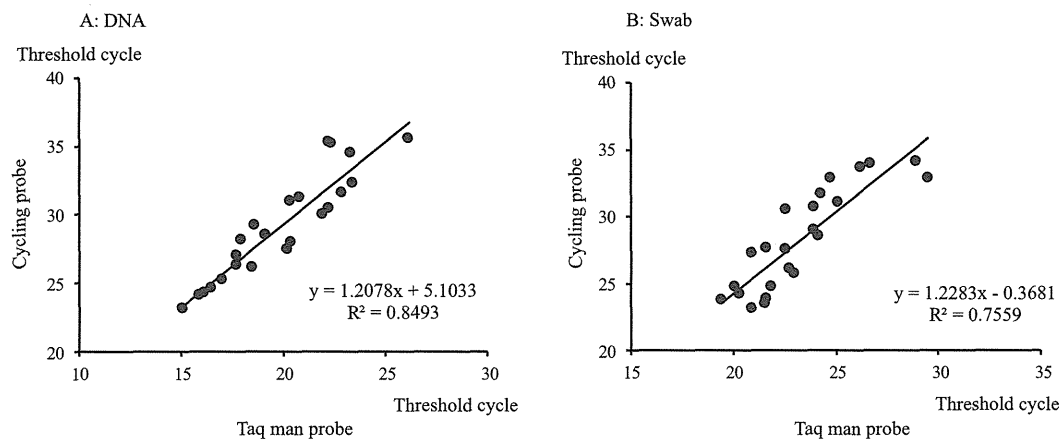 A: DNA
Threshold cycle
40
35
30
25
20
Cycling probe
y = 1.2078x + 5.1033
R² = 0.8493
10
15
20
25
30
Threshold cycle
Taq man probe
B: Swab
Threshold cycle
40
35
30
25
20
Cycling probe
y = 1.2283x - 0.3681
R² = 0.7559
15
20
25
30
35
Threshold cycle
Taq man probe